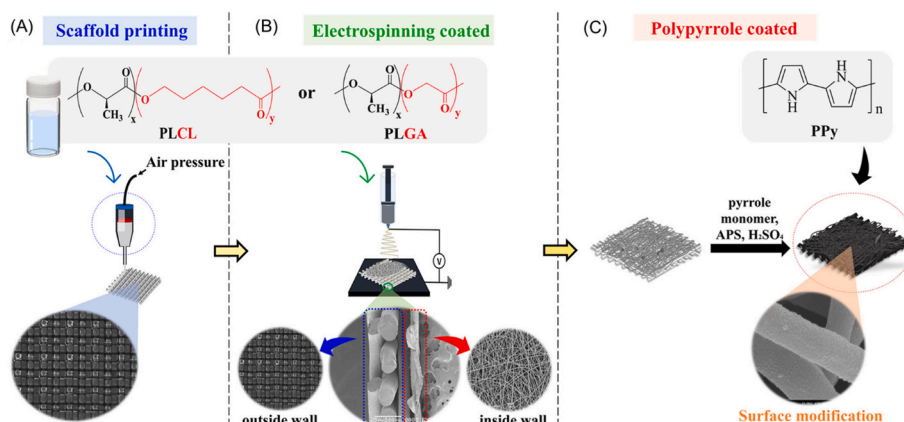 (A)
Scaffold printing
(B)
Electrospinning coated
(C)
Polypyrrole coated
O
O
CH₃
x
O
O
y
PLCL
or
O
O
CH₃
x
O
O
y
PLGA
H
N
N
H
n
PPy
Air pressure
V
pyrrole
monomer,
APS, H₂SO₄
outside wall
inside wall
Surface modification